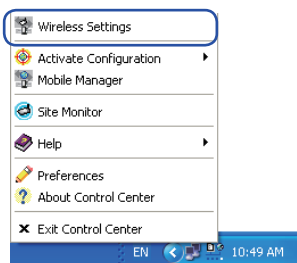 Wireless Settings
Activate Configuration
Mobile Manager
Site Monitor
Help
Preferences
About Control Center
Exit Control Center
EN 10:49 AM